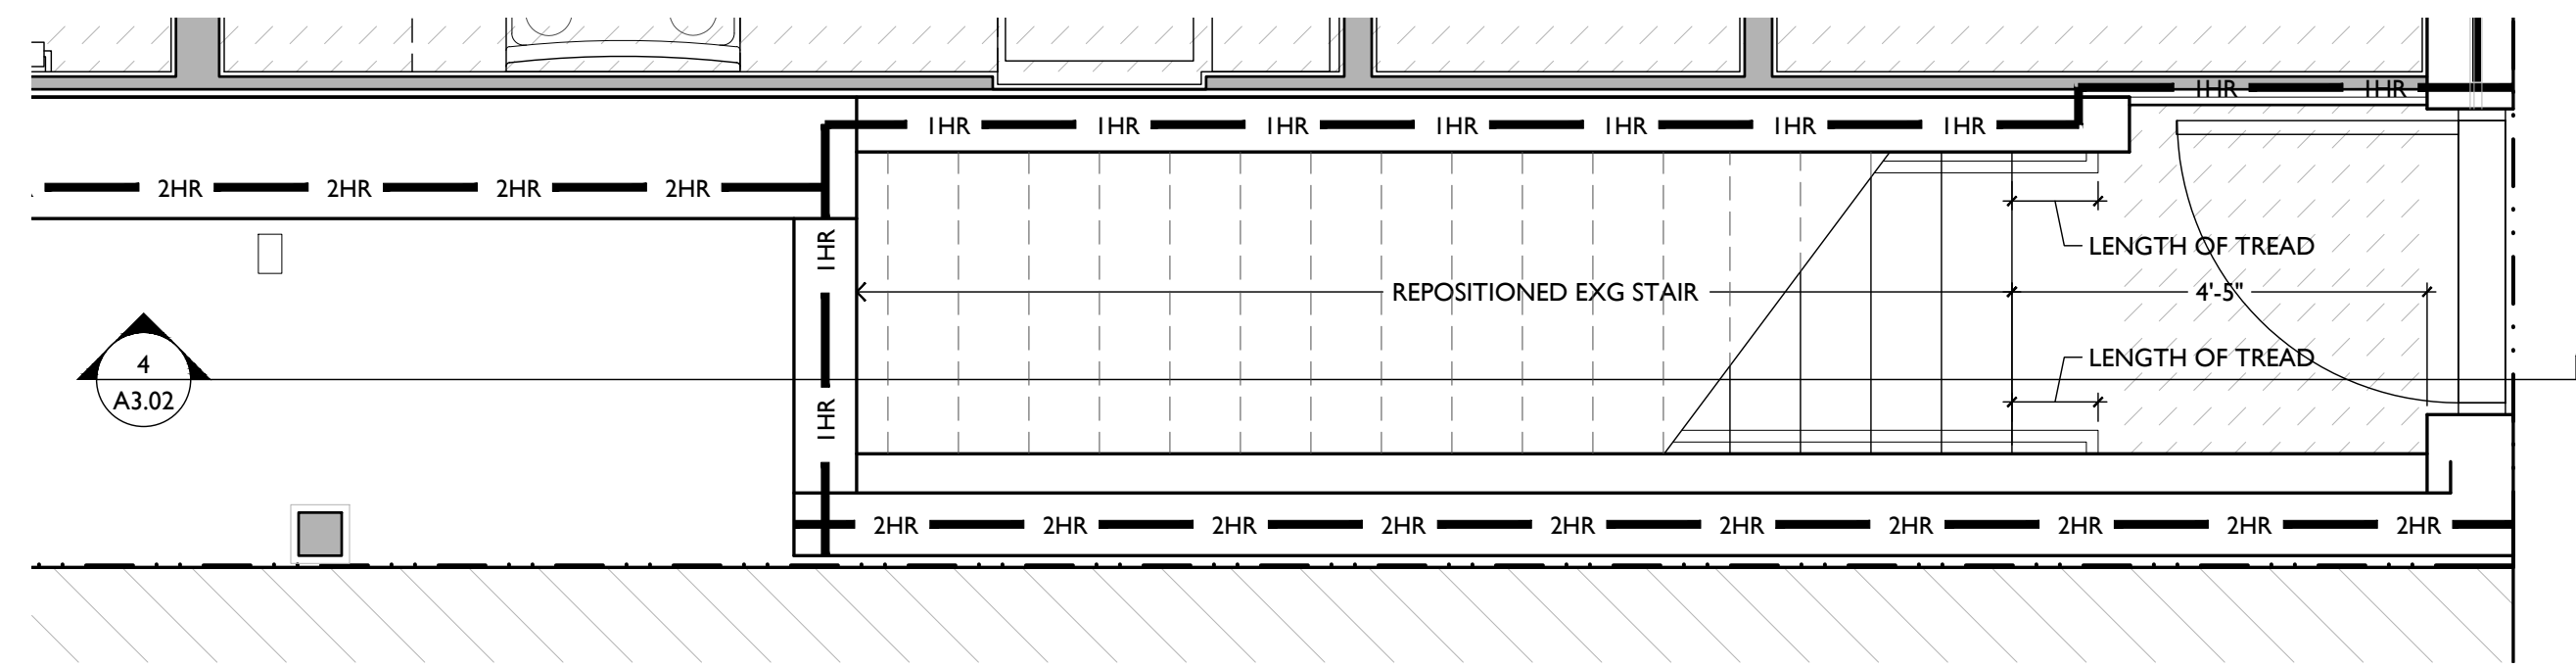 1HR 1HR
1HR 1HR 1HR 1HR 1HR 1HR 1HR
2HR 2HR 2HR 2HR
1HR
LENGTH OF TREAD
REPOSITIONED EXG STAIR
4'-5"
LENGTH OF TREAD
4
A3.02
1HR
2HR 2HR 2HR 2HR 2HR 2HR 2HR 2HR 2HR 2HR